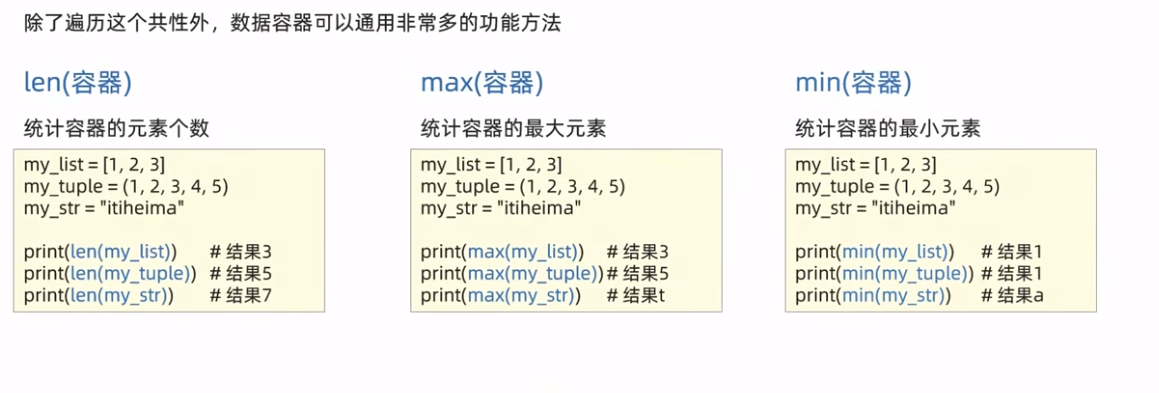 除了遍历这个共性外，数据容器可以通用非常多的功能方法
len(容器)
统计容器的元素个数
my_list = [1, 2, 3]
my_tuple = (1, 2, 3, 4, 5)
my_str = "itiheima"
print(len(my_list)) # 结果3
print(len(my_tuple)) # 结果5
print(len(my_str)) # 结果7
max(容器)
统计容器的最大元素
my_list = [1, 2, 3]
my_tuple = (1, 2, 3, 4, 5)
my_str = "itiheima"
print(max(my_list)) # 结果3
print(max(my_tuple)) # 结果5
print(max(my_str)) # 结果t
min(容器)
统计容器的最小元素
my_list = [1, 2, 3]
my_tuple = (1, 2, 3, 4, 5)
my_str = "itiheima"
print(min(my_list)) # 结果1
print(min(my_tuple)) # 结果1
print(min(my_str)) # 结果a